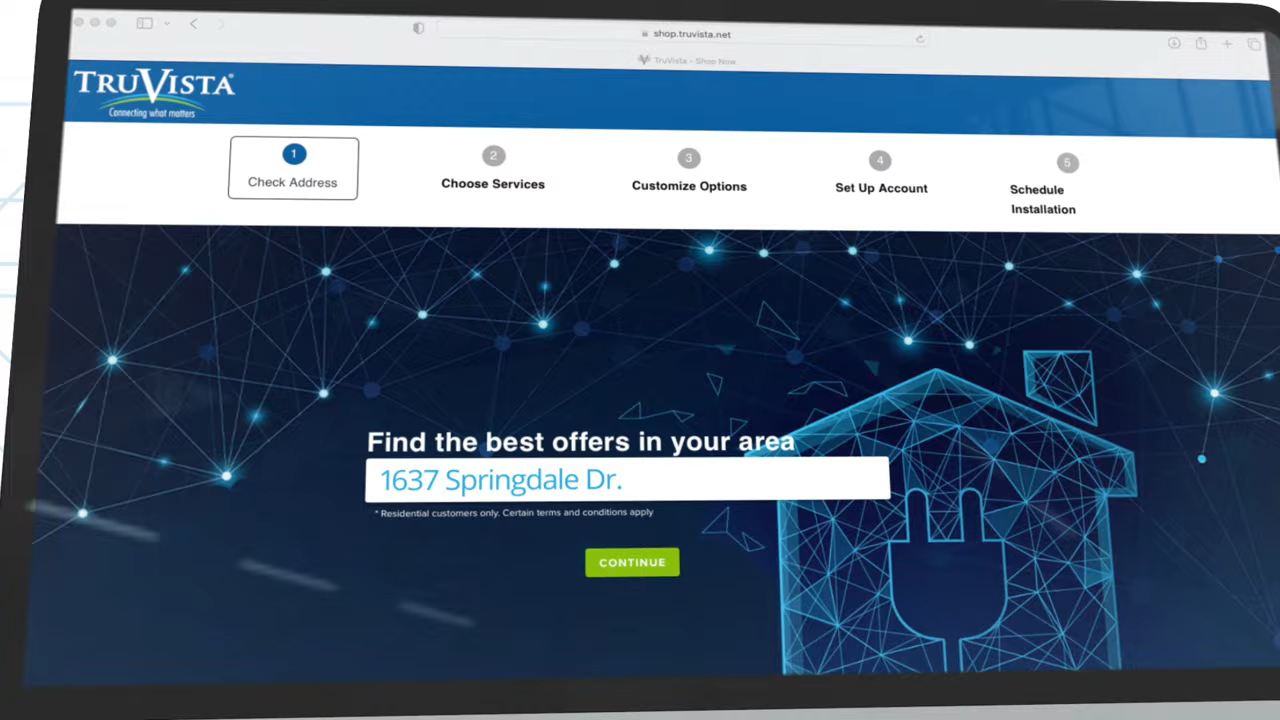 shop.truvista.net
TruVista - Shop Now
TRUVISTA®
Connecting what matters
1
Check Address
2
Choose Services
3
Customize Options
4
Set Up Account
5
Schedule
Installation
Find the best offers in your area
1637 Springdale Dr.
* Residential customers only. Certain terms and conditions apply
CONTINUE